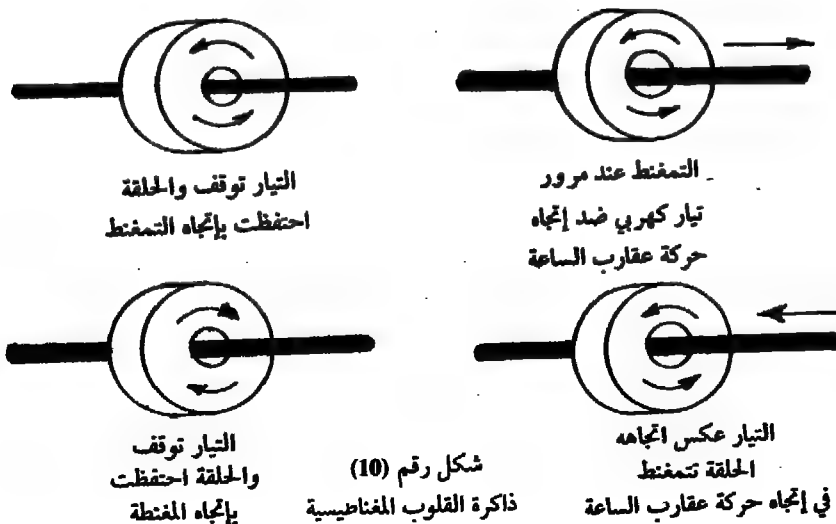 التمغنط عند مرور
تيار كهربي ضد إتجاه
حركة عقارب الساعة
التيار توقف والحلقة
احتفظت بإتجاه التمغنط
التيار عكس اتجاهه
الحلقة تتمغنط
في إتجاه حركة عقارب الساعة
التيار توقف
والحلقة احتفظت
بإتجاه المغنطة
شكل رقم (10)
ذاكرة القلوب المغناطيسية